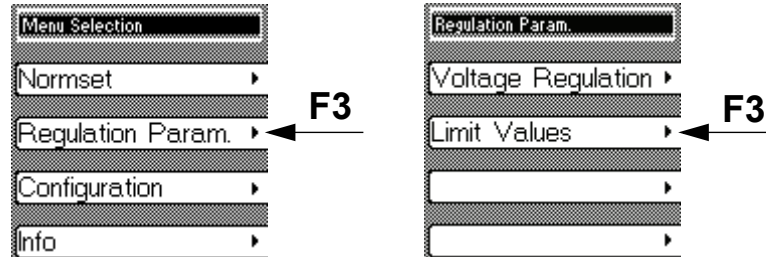 Menu Selection
Normset
Regulation Param.
F3
Configuration
Info
Regulation Param.
Voltage Regulation
Limit Values
F3